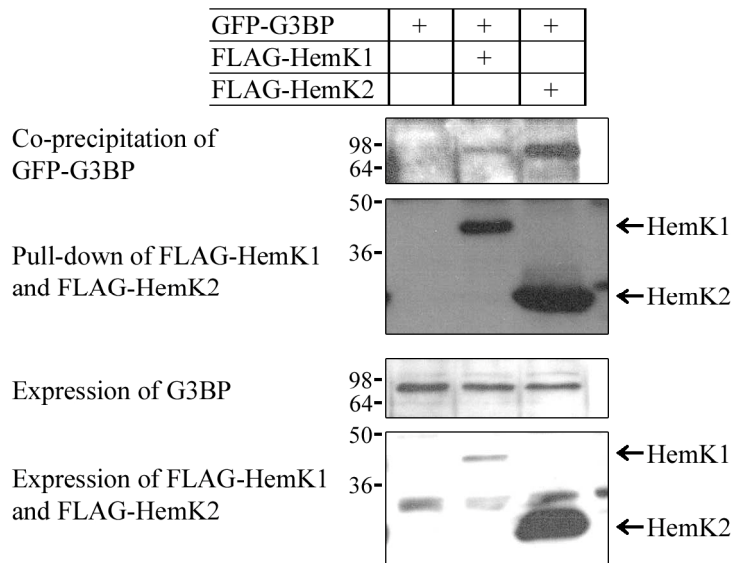 GFP-G3BP + + +
FLAG-HemK1 +
FLAG-HemK2 +
Co-precipitation of
GFP-G3BP
98
64
Pull-down of FLAG-HemK1
and FLAG-HemK2
50
36
HemK1
HemK2
Expression of G3BP
98
64
Expression of FLAG-HemK1
and FLAG-HemK2
50
36
HemK1
HemK2